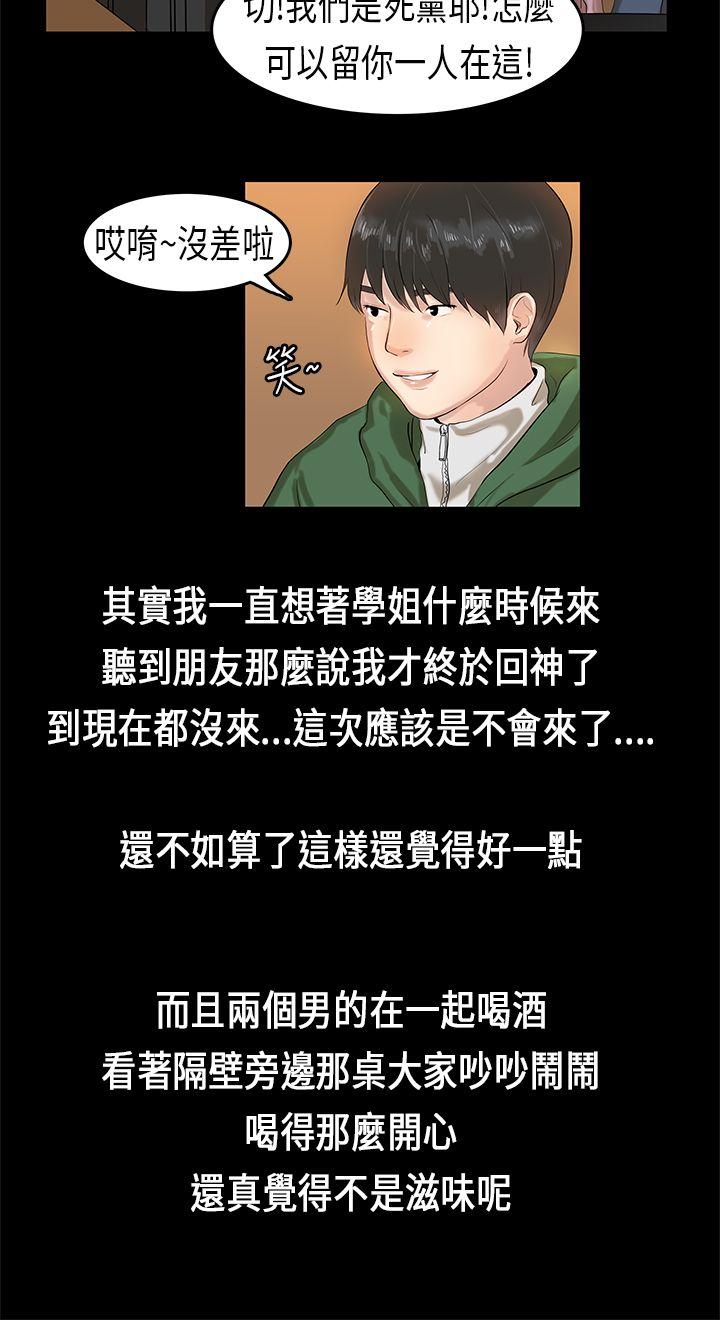 切!我們是死黨耶!怎麼
可以留你一人在這!
哎唷~沒差啦
笑~
其實我一直想著學姐什麼時候來
聽到朋友那麼說我才終於回神了
到現在都沒來...這次應該是不會來了....
還不如算了這樣還覺得好一點
而且兩個男的在一起喝酒
看著隔壁旁邊那桌大家吵吵鬧鬧
喝得那麼開心
還真覺得不是滋味呢